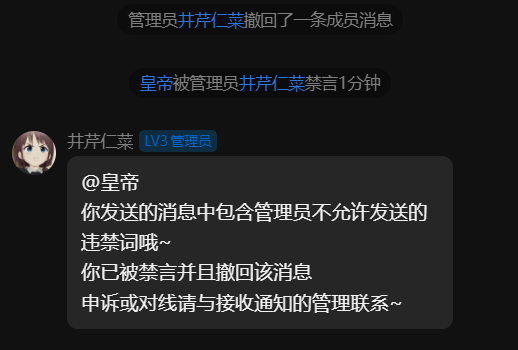 管理员井芹仁菜撤回了一条成员消息
皇帝被管理员井芹仁菜禁言1分钟
井芹仁菜 LV3 管理员
@皇帝
你发送的消息中包含管理员不允许发送的
违禁词哦~
你已被禁言并且撤回该消息
申诉或对线请与接收通知的管理联系~